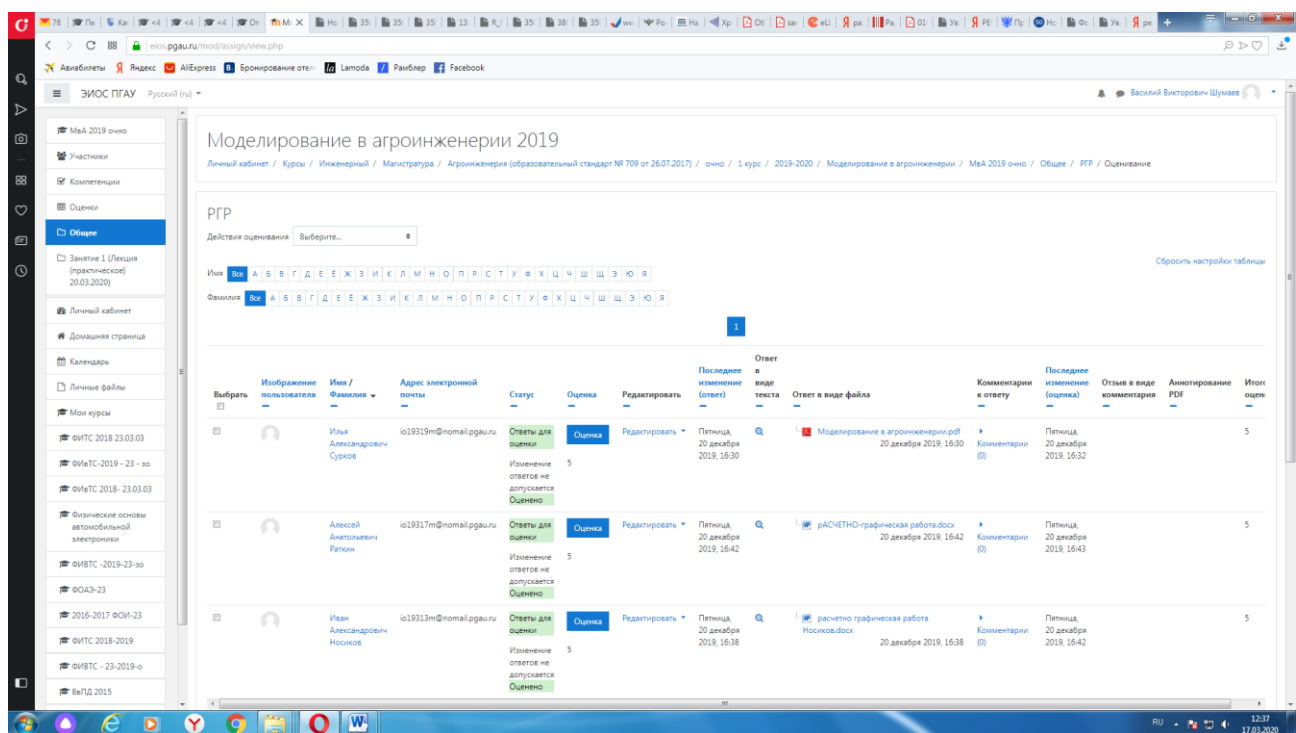 eios.pgau.ru/mod/assign/view.php
Авиабилеты Яндекс AliExpress Бронирование отел Lamoda Рамблер Facebook
ЭИОС ПГАУ Русский (ru)
Василий Викторович Шумаев
МвА 2019 очно
Участники
Компетенции
Оценки
Общее
Занятие 1 (Лекция
(практическое)
20.03.2020)
Личный кабинет
Домашняя страница
Календарь
Личные файлы
Мои курсы
ФИТС 2018 23.03.03
ФИвТС-2019 - 23 - зо
ФИвТС 2018- 23.03.03
Физические основы
автомобильной
электроники
ФИВТС -2019-23-зо
ФОАЭ-23
2016-2017 ФОИ-23
ФИТС 2018-2019
ФИВТС - 23-2019-о
ВвПД 2015
Моделирование в агроинженерии 2019
Личный кабинет / Курсы / Инженерный / Магистратура / Агроинженерия (образовательный стандарт № 709 от 26.07.2017) / очно / 1 курс / 2019-2020 / Моделирование в агроинженерии / МвА 2019 очно / Общее / РГР / Оценивание
РГР
Действия оценивания Выберите...
Сбросить настройки таблицы
Имя Все А Б В Г Д Е Ё Ж З И К Л М Н О П Р С Т У Ф Х Ц Ч Ш Щ Э Ю Я
Фамилия Все А Б В Г Д Е Ё Ж З И К Л М Н О П Р С Т У Ф Х Ц Ч Ш Щ Э Ю Я
1
Выбрать
Изображение
пользователя
Имя /
Фамилия
Адрес электронной
почты
Статус
Оценка
Редактировать
Последнее
изменение
(ответ)
Ответ
в
виде
текста
Ответ в виде файла
Комментарии
к ответу
Последнее
изменение
(оценка)
Отзыв в виде
комментария
Аннотирование
PDF
Итого
оцен
Илья
Александрович
Сурков
io19319m@nomail.pgau.ru
Ответы для
оценки
Изменение
ответов не
допускается
Оценено
Оценка
5
Редактировать
Пятница,
20 декабря
2019, 16:30
Моделирование в агроинженерии.pdf
20 декабря 2019, 16:30
Комментарии
(0)
Пятница,
20 декабря
2019, 16:32
5
Алексей
Анатольевич
Раткин
io19317m@nomail.pgau.ru
Ответы для
оценки
Изменение
ответов не
допускается
Оценено
Оценка
5
Редактировать
Пятница,
20 декабря
2019, 16:42
рАСЧЕТНО-графическая работа.docx
20 декабря 2019, 16:42
Комментарии
(0)
Пятница,
20 декабря
2019, 16:43
5
Иван
Александрович
Носиков
io19313m@nomail.pgau.ru
Ответы для
оценки
Изменение
ответов не
допускается
Оценено
Оценка
5
Редактировать
Пятница,
20 декабря
2019, 16:38
расчетно графическая работа
Носиков.docx
20 декабря 2019, 16:38
Комментарии
(0)
Пятница,
20 декабря
2019, 16:42
5
RU
12:37
17.03.2020